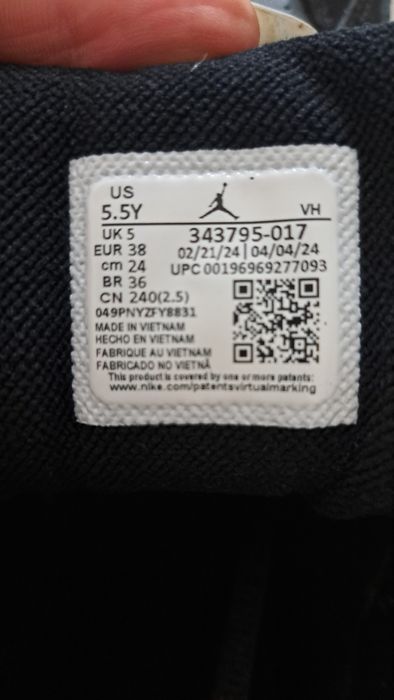 US
5.5Y
VH
UK 5
343795-017
EUR 38
02/21/24 | 04/04/24
cm 24
UPC 00196969277093
BR 36
CN 240(2.5)
049PNYZFY8831
MADE IN VIETNAM
HECHO EN VIETNAM
FABRIQUE AU VIETNAM
FABRICADO NO VIETNÃ
This product is covered by one or more patents:
www.nike.com/patentsvirtualmarking